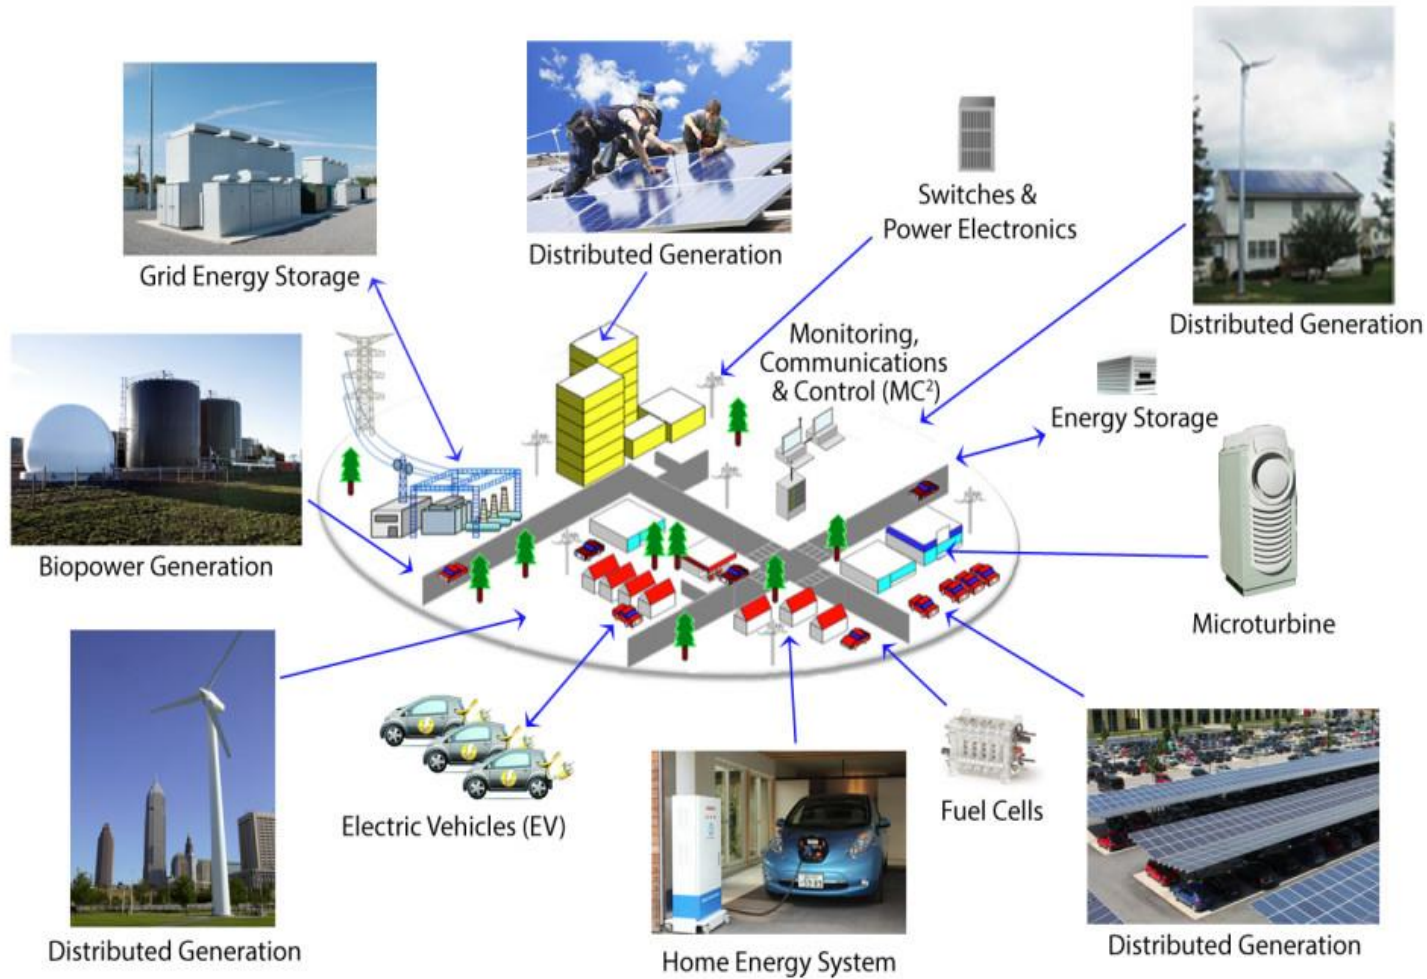 Grid Energy Storage
Distributed Generation
Switches &
Power Electronics
Distributed Generation
Monitoring,
Communications
& Control (MC²)
Energy Storage
Biopower Generation
Microturbine
Electric Vehicles (EV)
Fuel Cells
Distributed Generation
Home Energy System
Distributed Generation